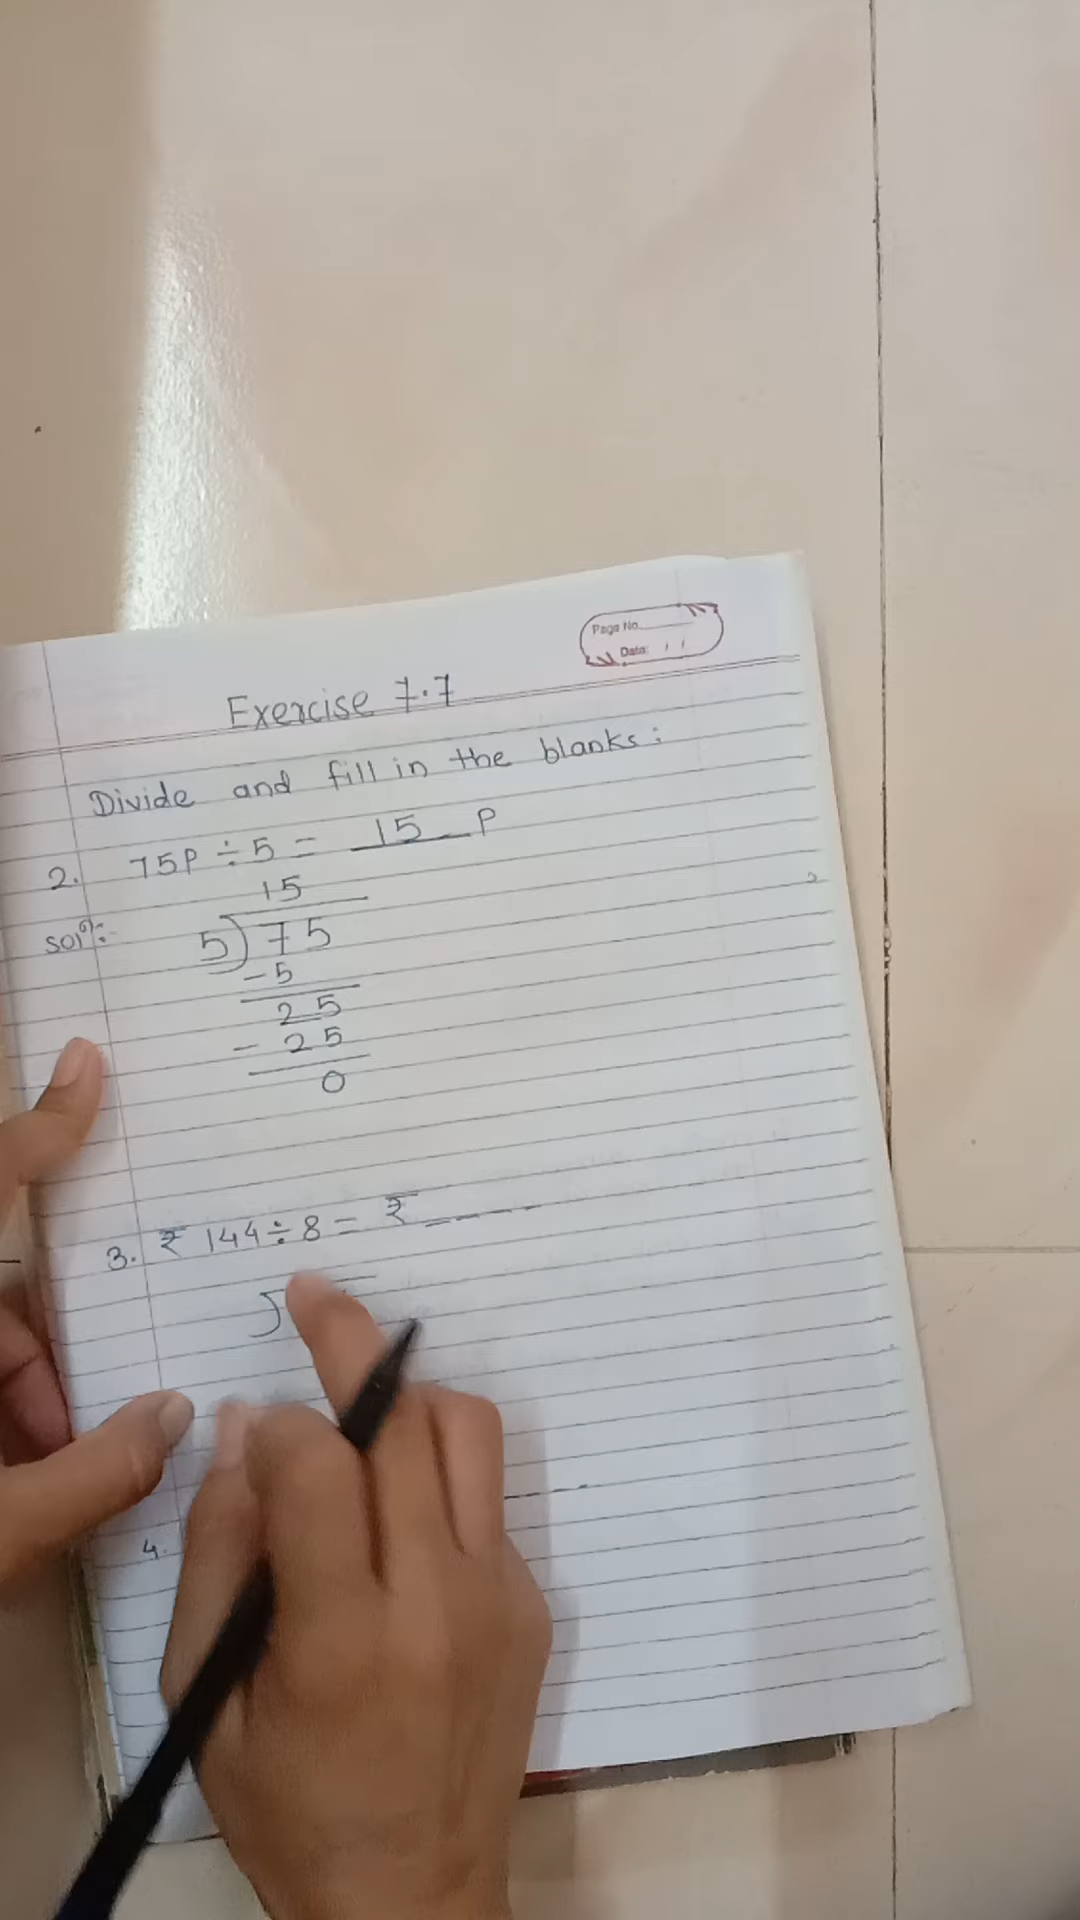 Page No.
Date: / /
Exercise 7.7
Divide and fill in the blanks:
2. 75P ÷ 5 = 15 P
Solⁿ:-
15
5)75
-5
25
- 25
0
3. ₹ 144 ÷ 8 = ₹ ----
4.